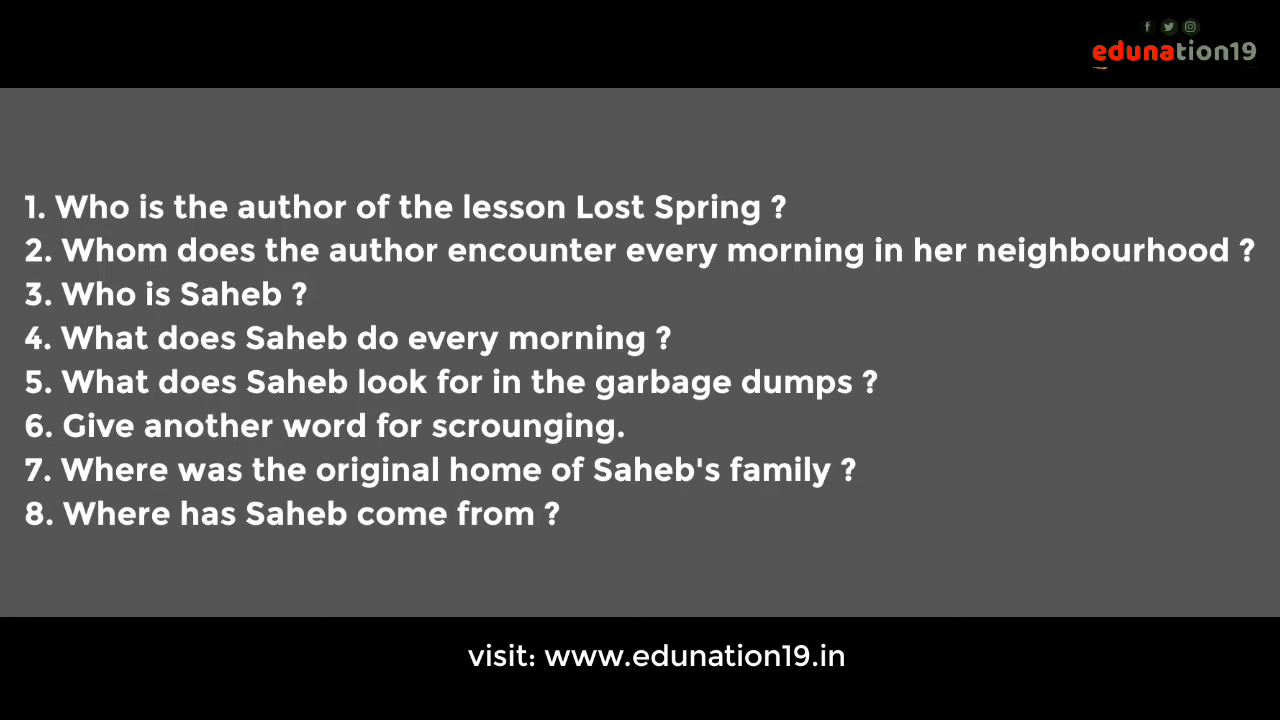 edunation19
1. Who is the author of the lesson Lost Spring ?
2. Whom does the author encounter every morning in her neighbourhood ?
3. Who is Saheb ?
4. What does Saheb do every morning ?
5. What does Saheb look for in the garbage dumps ?
6. Give another word for scrounging.
7. Where was the original home of Saheb's family ?
8. Where has Saheb come from ?
visit: www.edunation19.in